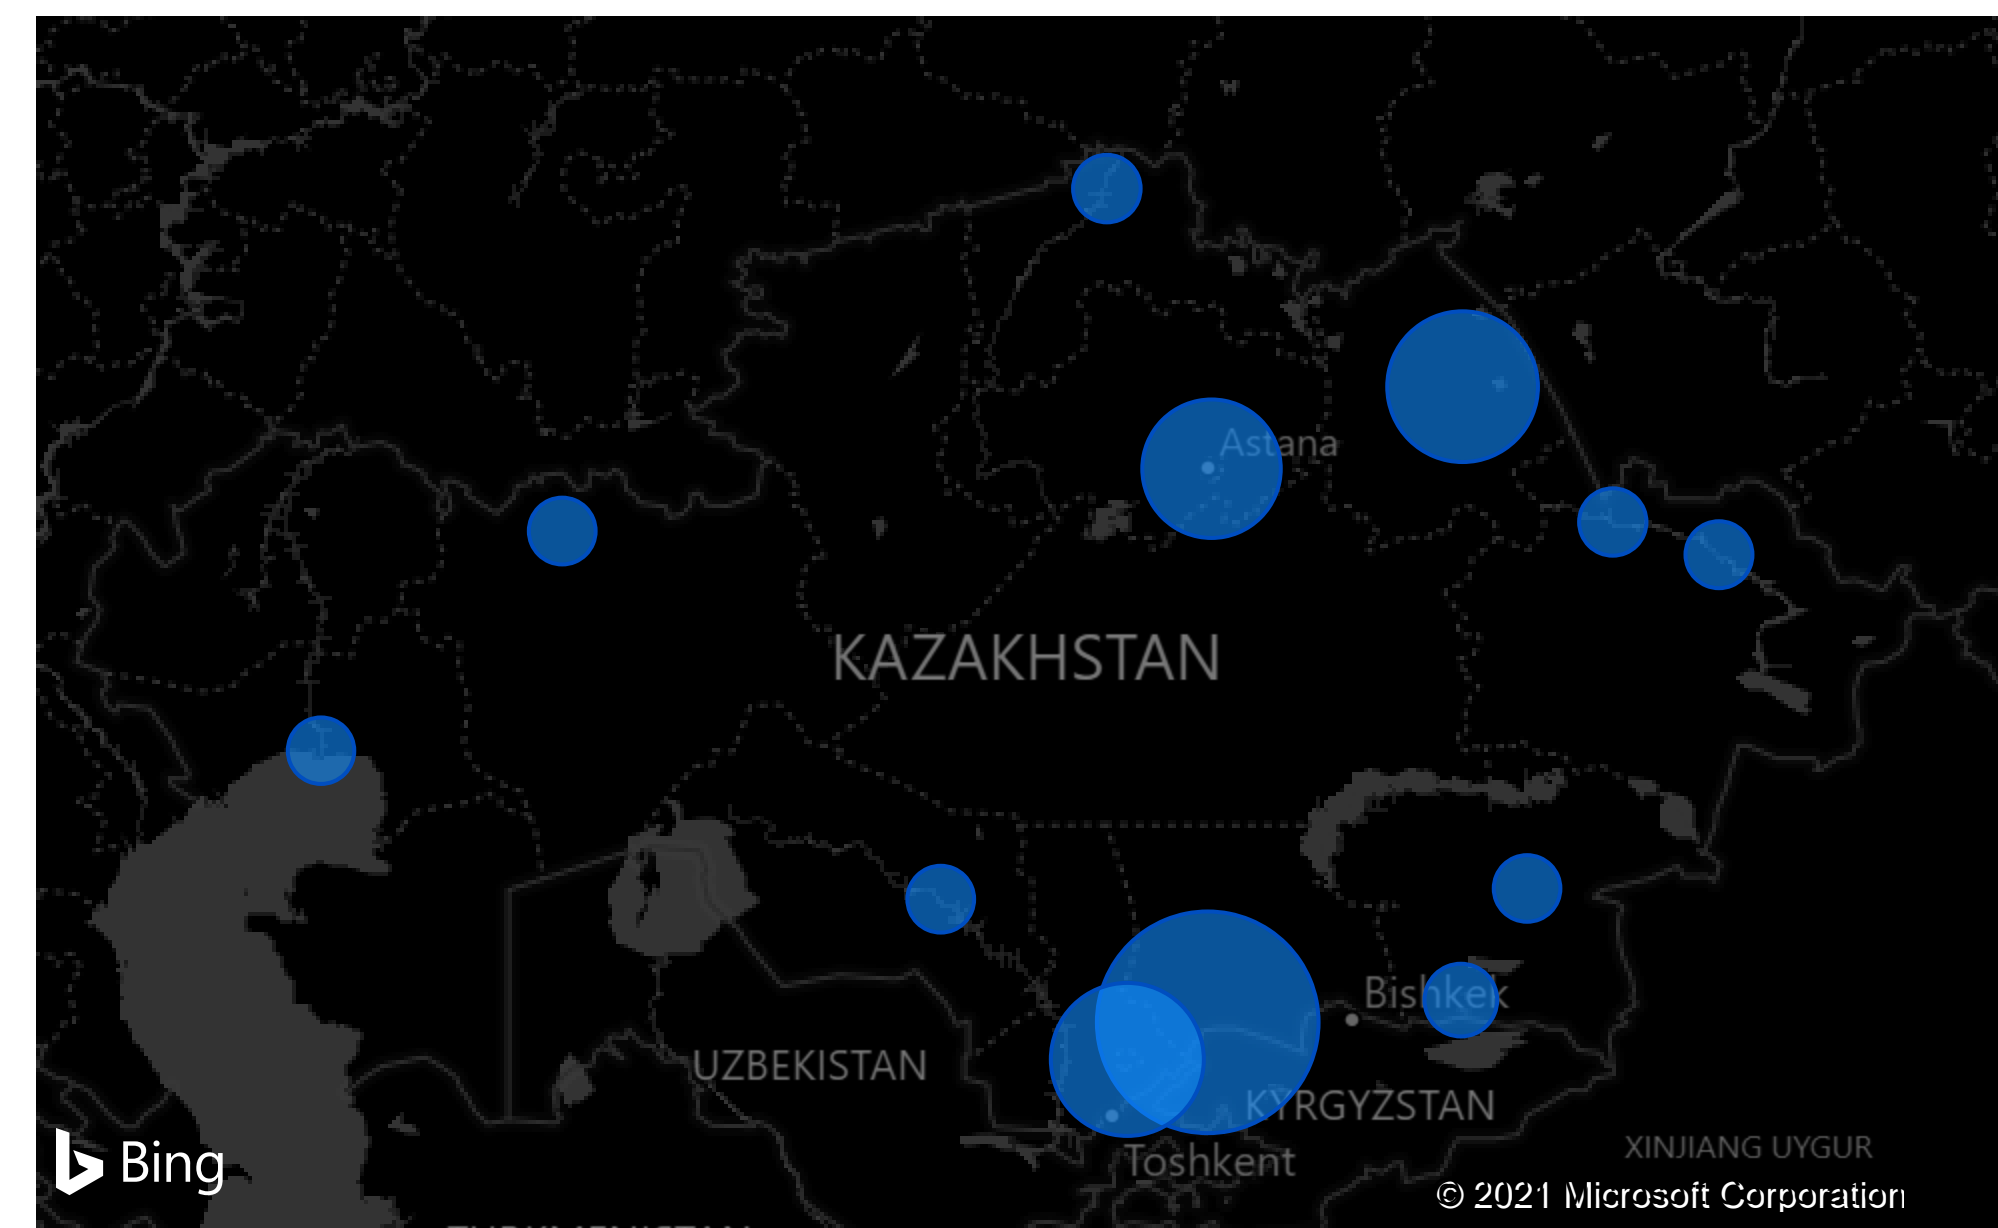 Astana
KAZAKHSTAN
Bishkek
UZBEKISTAN
KYRGYZSTAN
Toshkent
XINJIANG UYGUR
Bing
© 2021 Microsoft Corporation